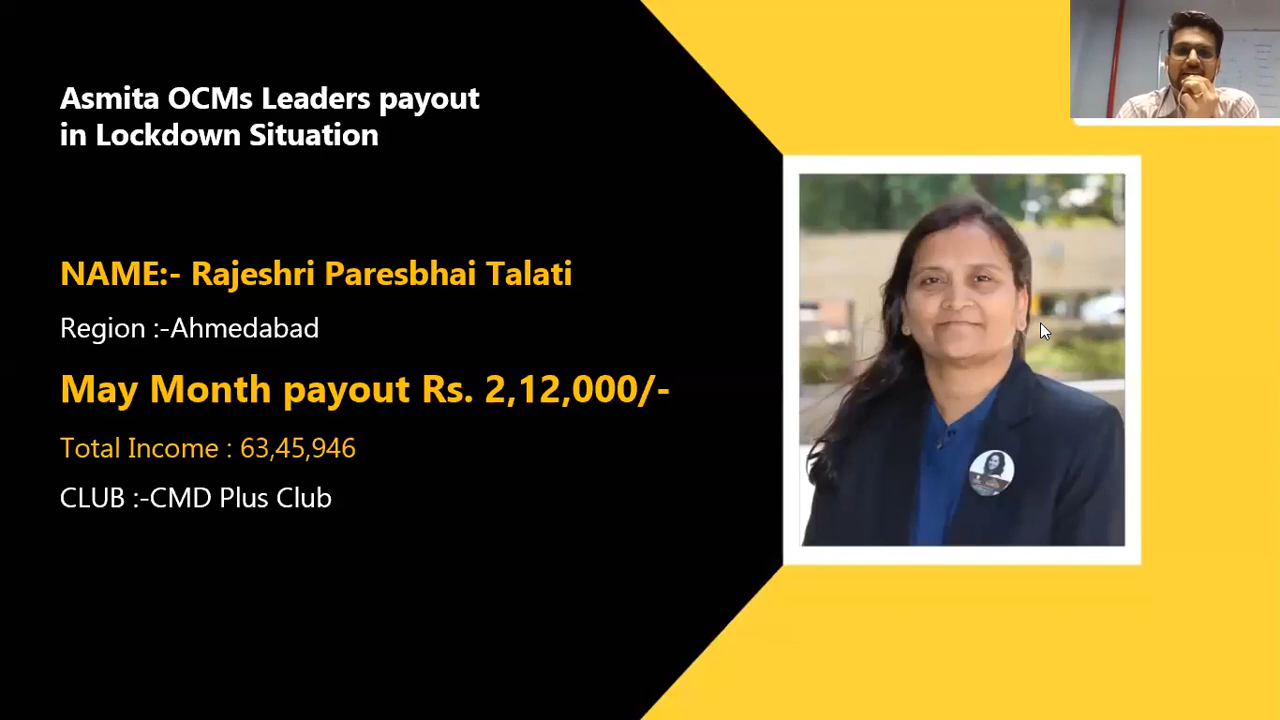 Asmita OCMs Leaders payout
in Lockdown Situation
NAME:- Rajeshri Paresbhai Talati
Region :-Ahmedabad
May Month payout Rs. 2,12,000/-
Total Income : 63,45,946
CLUB :-CMD Plus Club